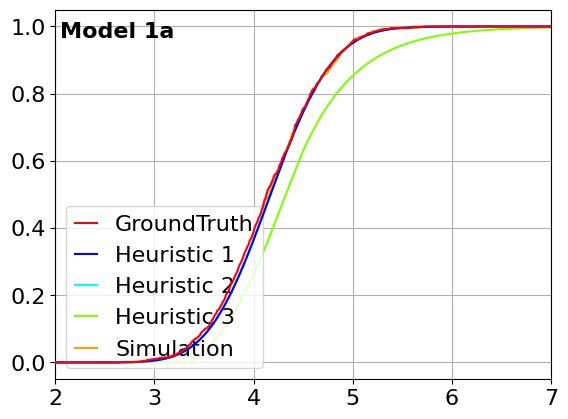 Model 1a
1.0
0.8
0.6
0.4
0.2
0.0
GroundTruth
Heuristic 1
Heuristic 2
Heuristic 3
Simulation
2 3 4 5 6 7